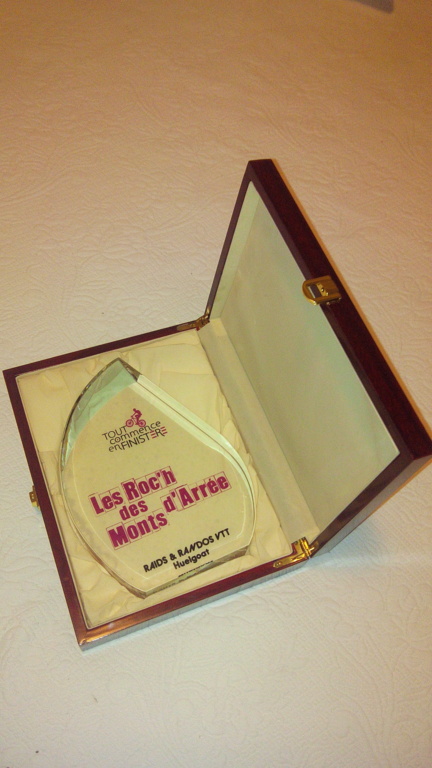 TOUT
commence
en FINISTÈRE
Les Roc'h
des
Monts d'Arrée
RAIDS & RANDOS VTT
Huelgoat